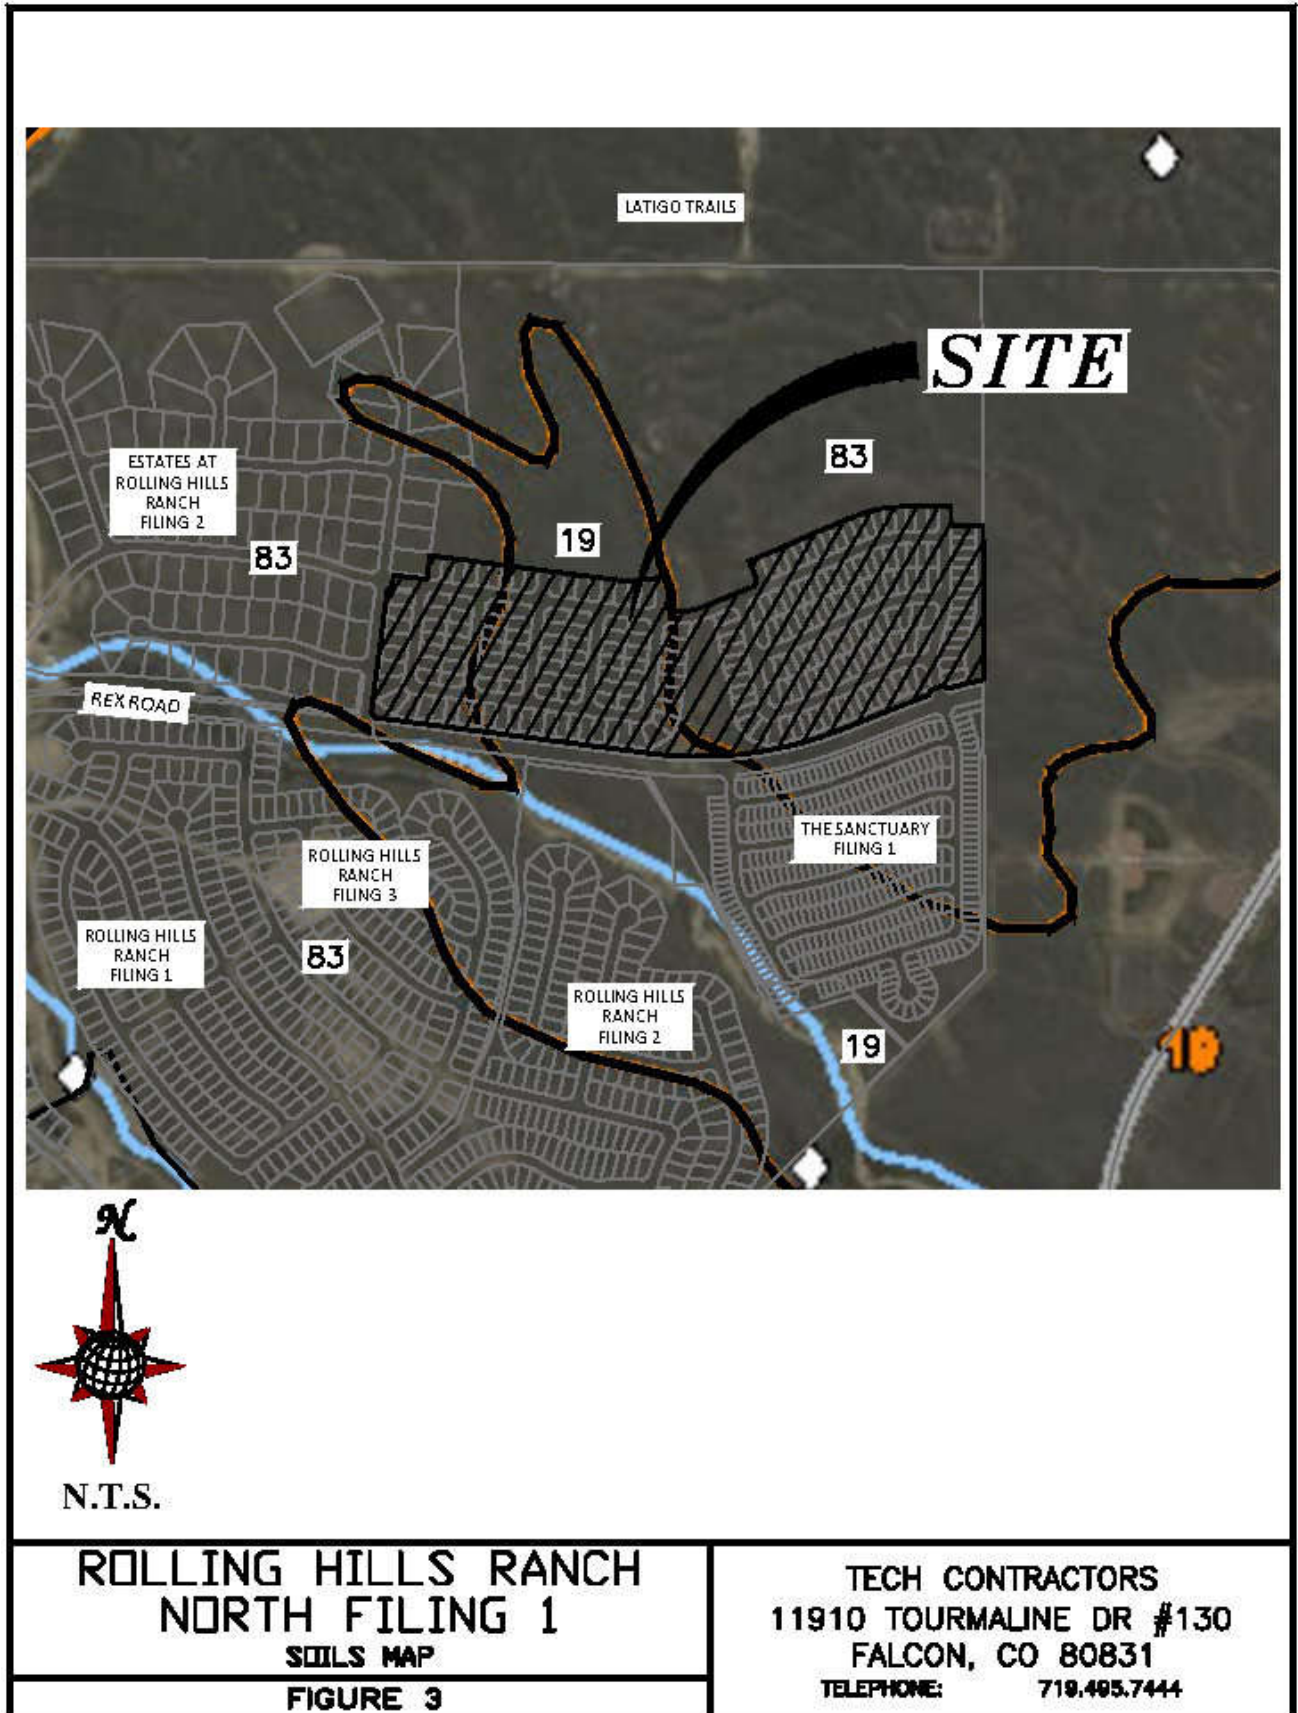 LATIGO TRAILS
SITE
83
ESTATES AT
ROLLING HILLS
RANCH
FILING 2
83
19
REX ROAD
THE SANCTUARY
FILING 1
ROLLING HILLS
RANCH
FILING 3
ROLLING HILLS
RANCH
FILING 1
83
ROLLING HILLS
RANCH
FILING 2
19
19
N
N.T.S.
ROLLING HILLS RANCH
NORTH FILING 1
SOILS MAP
FIGURE 3
TECH CONTRACTORS
11910 TOURMALINE DR #130
FALCON, CO 80831
TELEPHONE: 719.495.7444